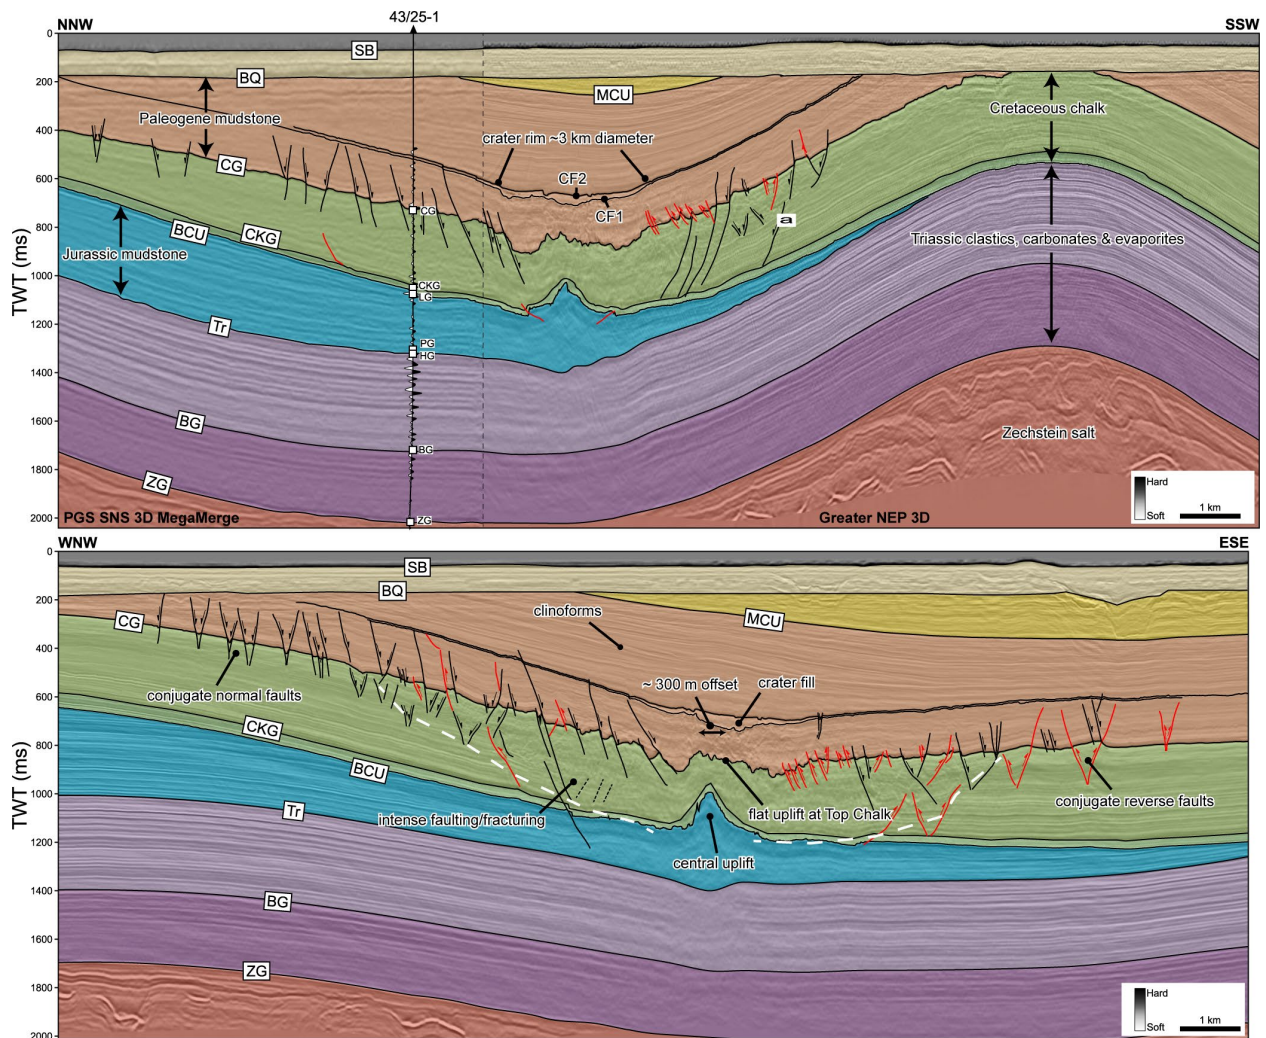 43/25-1
NNW
SSW
0
200
400
600
800
1000
1200
1400
1600
1800
2000
TWT (ms)
SB
BQ
MCU
Paleogene mudstone
Cretaceous chalk
crater rim ~3 km diameter
CG
CF2
CF1
CG
a
BCU
CKG
Jurassic mudstone
Triassic clastics, carbonates & evaporites
CKG
LG
Tr
PG
HG
BG
BG
Zechstein salt
ZG
ZG
Hard
Soft
1 km
PGS SNS 3D MegaMerge
Greater NEP 3D
WNW
ESE
0
200
400
600
800
1000
1200
1400
1600
1800
2000
TWT (ms)
SB
BQ
CG
clinoforms
MCU
~ 300 m offset
crater fill
conjugate normal faults
CKG
BCU
Tr
intense faulting/fracturing
flat uplift at Top Chalk
conjugate reverse faults
central uplift
BG
ZG
Hard
Soft
1 km